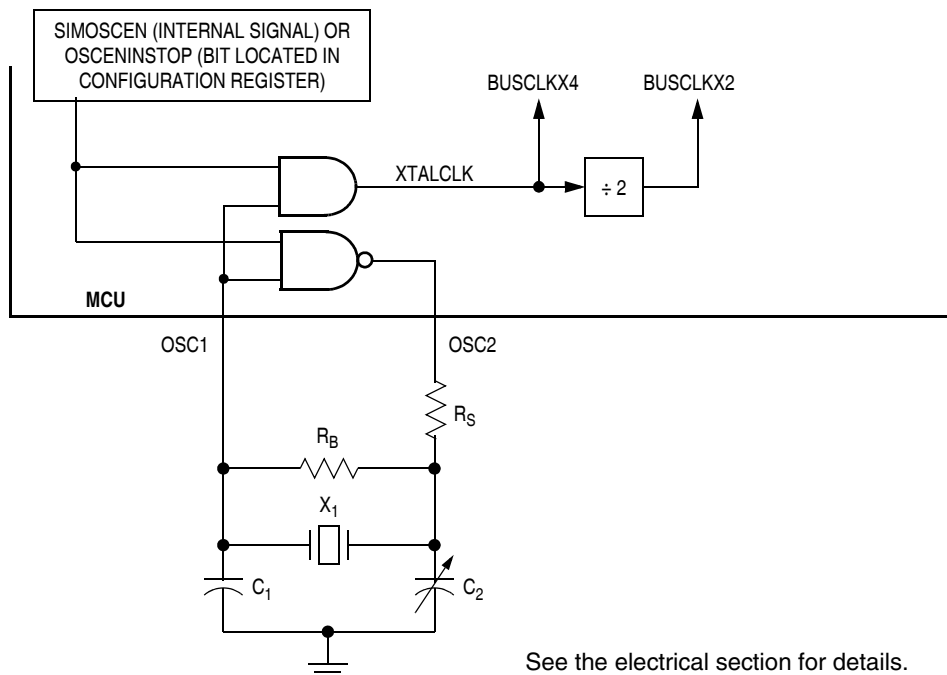 SIMOSCEN (INTERNAL SIGNAL) OR
OSCENINSTOP (BIT LOCATED IN
CONFIGURATION REGISTER)
BUSCLKX4
BUSCLKX2
XTALCLK
÷ 2
MCU
OSC1
OSC2
RS
RB
X1
C1
C2
See the electrical section for details.